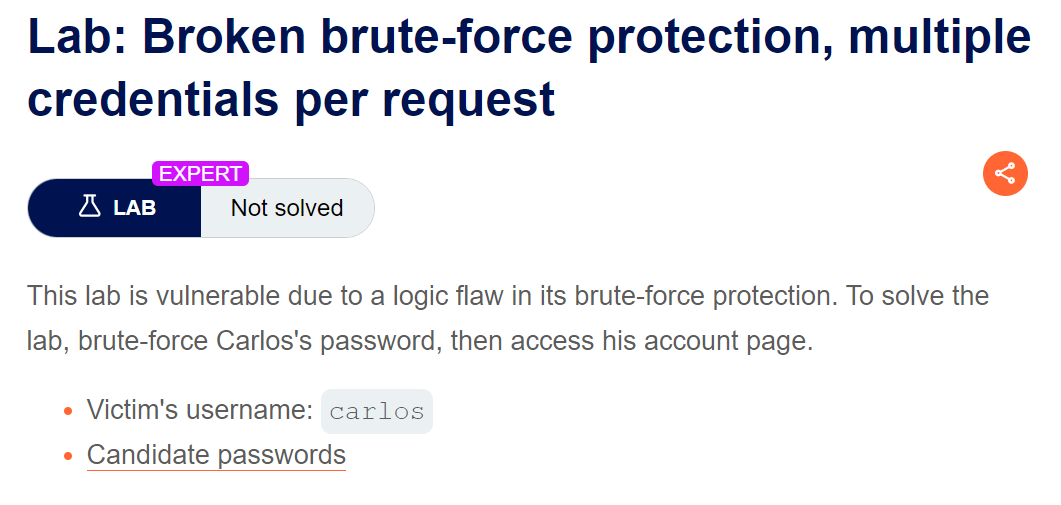 Lab: Broken brute-force protection, multiple
credentials per request
EXPERT
LAB Not solved
This lab is vulnerable due to a logic flaw in its brute-force protection. To solve the
lab, brute-force Carlos's password, then access his account page.
• Victim's username: carlos
• Candidate passwords